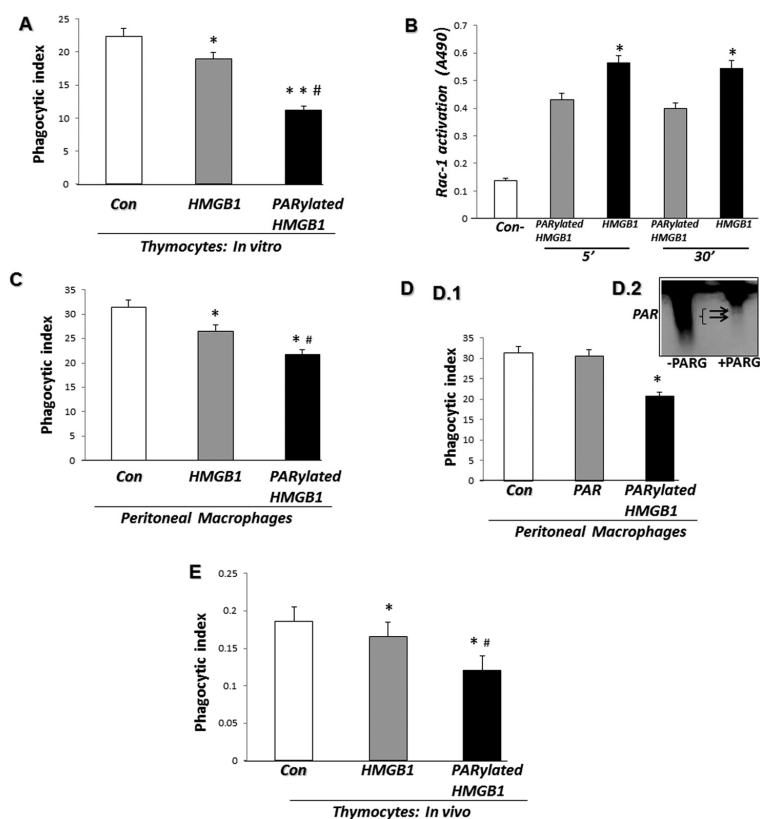 A
Phagocytic index
25
20
15
10
5
0
*
* * #
Con
HMGB1
PARylated
HMGB1
Thymocytes: In vitro
B
Rac-1 activation (A490)
0.7
0.6
0.5
0.4
0.3
0.2
0.1
0
*
*
Con-
PARylated
HMGB1
HMGB1
PARylated
HMGB1
HMGB1
5'
30'
C
Phagocytic index
35
30
25
20
15
10
5
0
*
* #
Con
HMGB1
PARylated
HMGB1
Peritoneal Macrophages
D
D.1
Phagocytic index
35
30
25
20
15
10
5
0
*
Con
PAR
PARylated
HMGB1
Peritoneal Macrophages
D.2
PAR
-PARG +PARG
E
Phagocytic index
0.25
0.2
0.15
0.1
0.05
0
*
* #
Con
HMGB1
PARylated
HMGB1
Thymocytes: In vivo